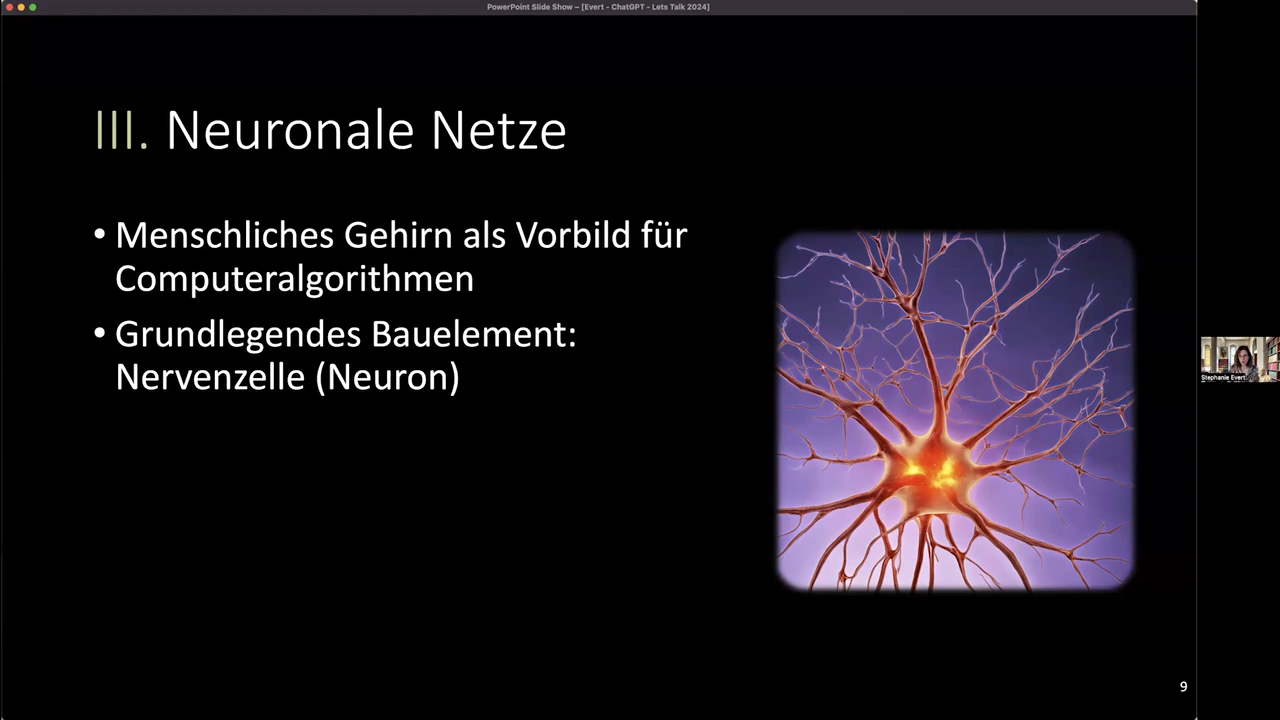 PowerPoint Slide Show – [Evert - ChatGPT - Lets Talk 2024]
III. Neuronale Netze
• Menschliches Gehirn als Vorbild für
Computeralgorithmen
• Grundlegendes Bauelement:
Nervenzelle (Neuron)
Stephanie Evert
9